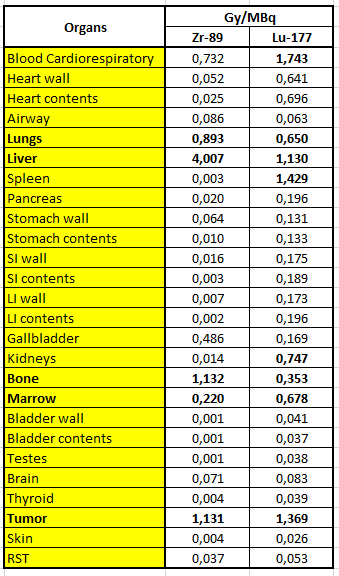 Organs Gy/MBq
Zr-89 Lu-177
Blood Cardiorespiratory 0,732 1,743
Heart wall 0,052 0,641
Heart contents 0,025 0,696
Airway 0,086 0,063
Lungs 0,893 0,650
Liver 4,007 1,130
Spleen 0,003 1,429
Pancreas 0,020 0,196
Stomach wall 0,064 0,131
Stomach contents 0,010 0,133
SI wall 0,016 0,175
SI contents 0,003 0,189
LI wall 0,007 0,173
LI contents 0,002 0,196
Gallbladder 0,486 0,169
Kidneys 0,014 0,747
Bone 1,132 0,353
Marrow 0,220 0,678
Bladder wall 0,001 0,041
Bladder contents 0,001 0,037
Testes 0,001 0,038
Brain 0,071 0,083
Thyroid 0,004 0,039
Tumor 1,131 1,369
Skin 0,004 0,026
RST 0,037 0,053